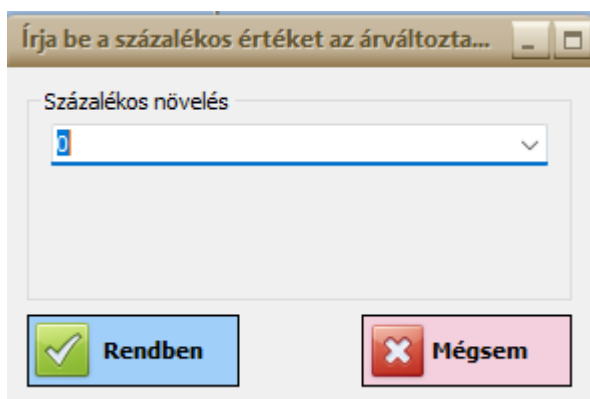 Írja be a százalékos értéket az árváltozta...
Százalékos növelés
0
Rendben
Mégsem